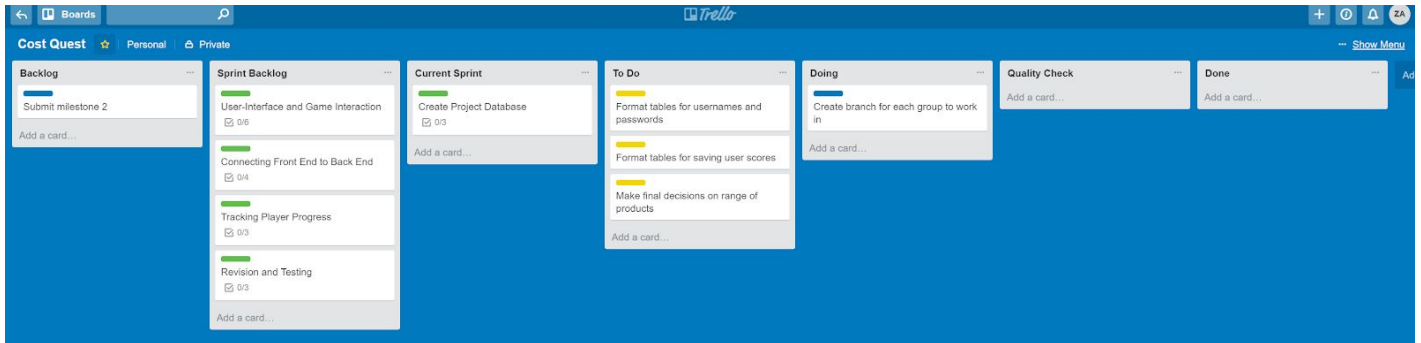 Boards
Trello
ZA
Cost Quest
Personal
Private
··· Show Menu
Backlog
Submit milestone 2
Add a card...
Sprint Backlog
User-Interface and Game Interaction
0/6
Connecting Front End to Back End
0/4
Tracking Player Progress
0/3
Revision and Testing
0/3
Add a card...
Current Sprint
Create Project Database
0/3
Add a card...
To Do
Format tables for usernames and
passwords
Format tables for saving user scores
Make final decisions on range of
products
Add a card...
Doing
Create branch for each group to work
in
Add a card...
Quality Check
Add a card...
Done
Add a card...
Ad